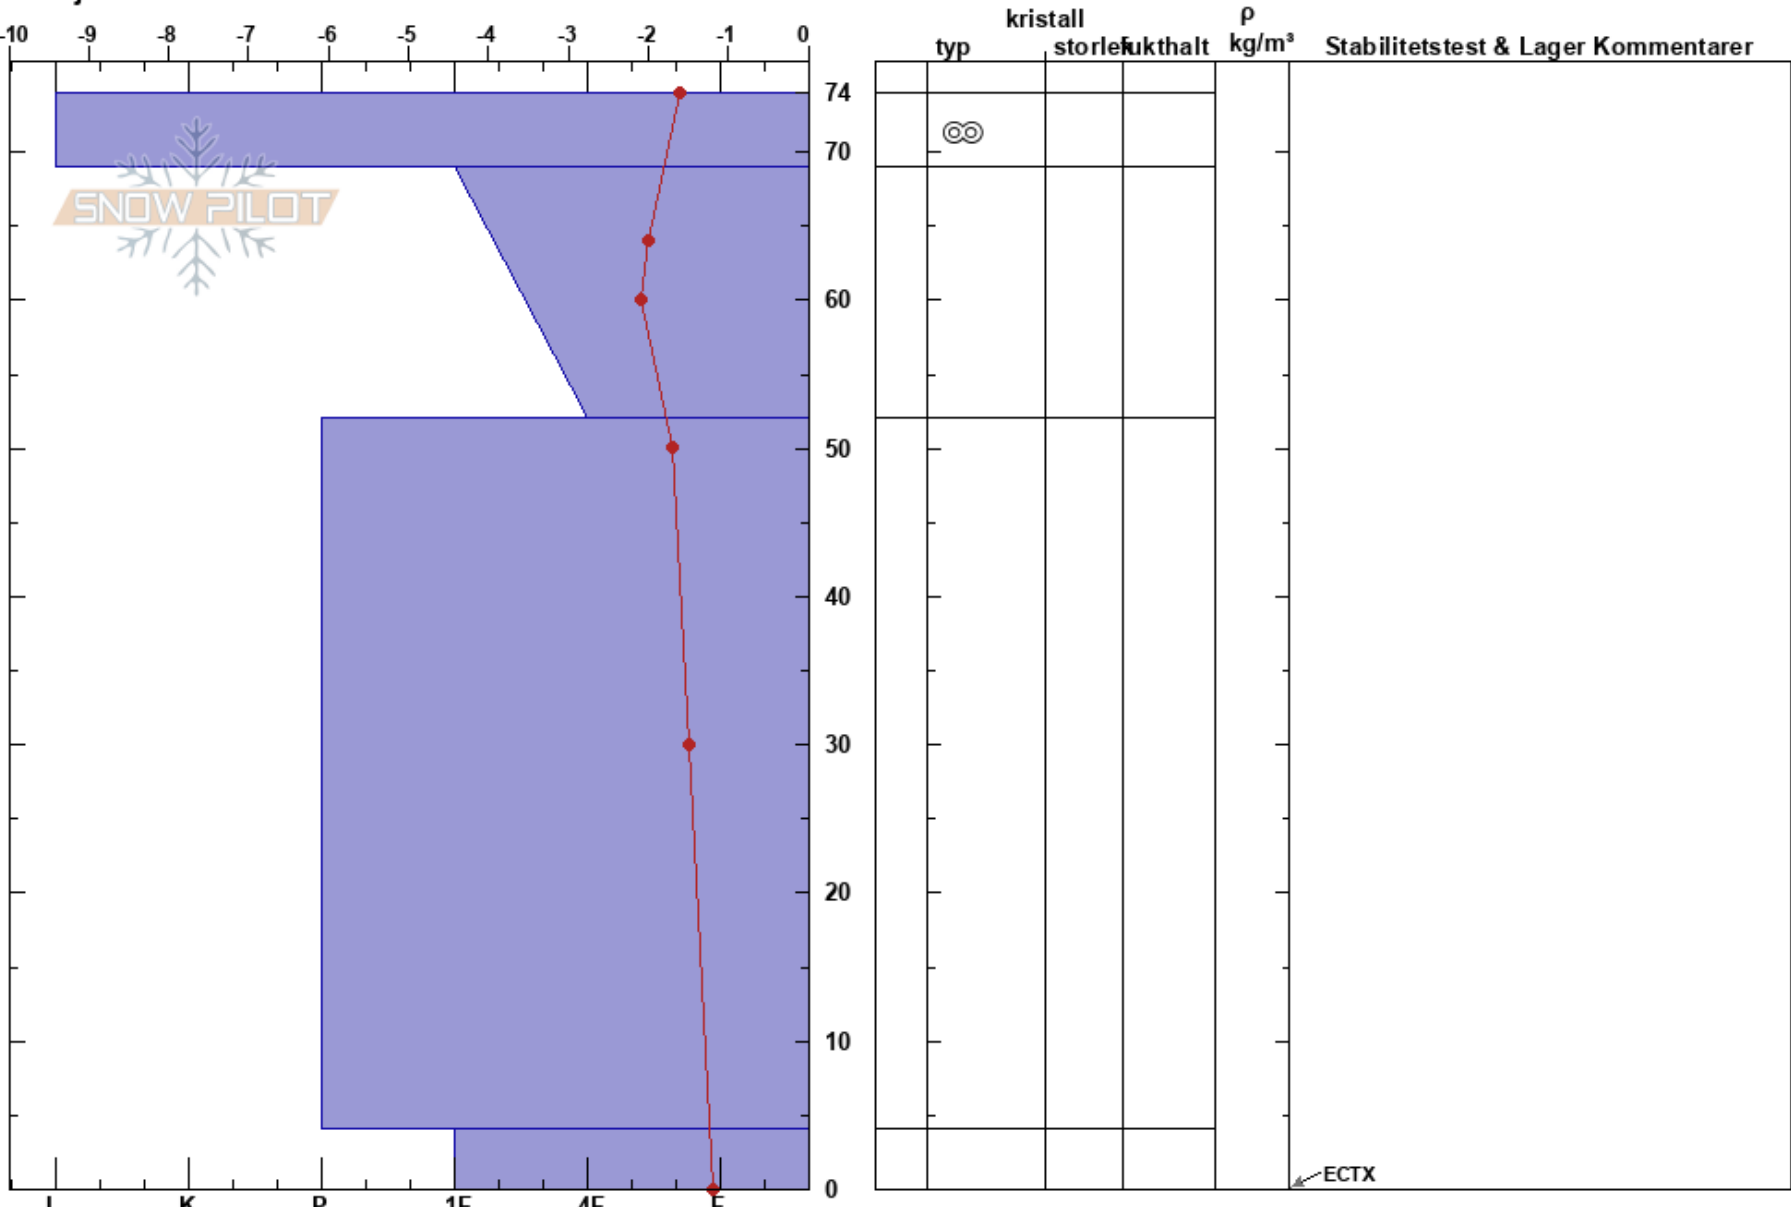 kristall
ρ
-10 -9 -8 -7 -6 -5 -4 -3 -2 -1 0
typ storlek fukthalt kg/m³ Stabilitetstest & Lager Kommentarer
74
SNOW PILOT
70
60
50
40
30
20
10
0
ECTX
K P 1F 4F F